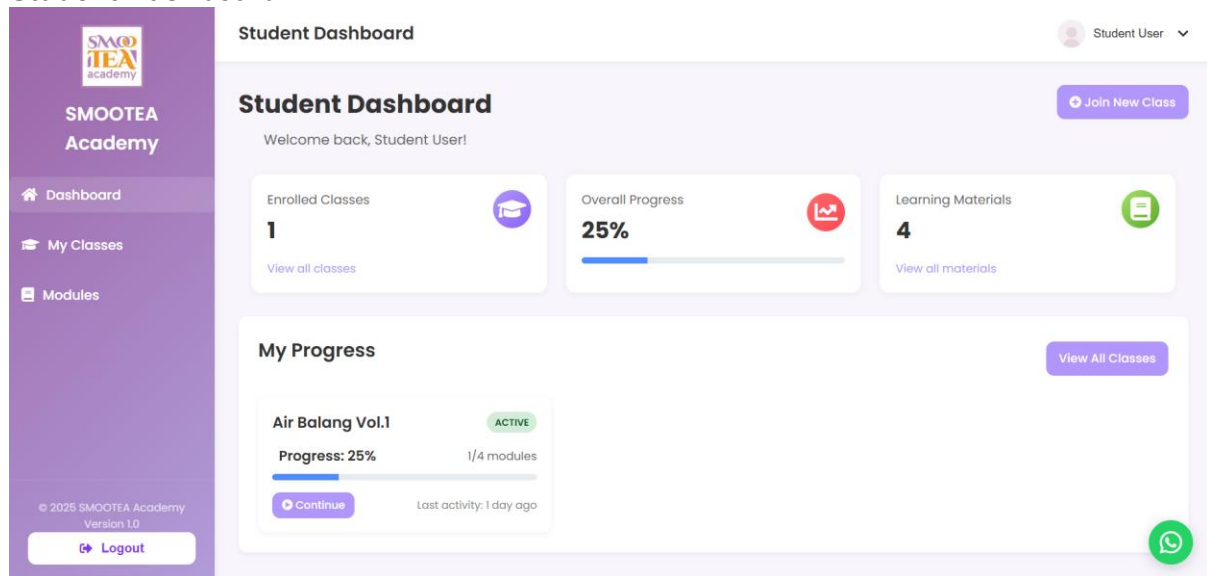 SMOO
iTEA
academy
SMOOTEA
Academy
Dashboard
My Classes
Modules
© 2025 SMOOTEA Academy
Version 1.0
Logout
Student Dashboard
Student User
Student Dashboard
Welcome back, Student User!
Join New Class
Enrolled Classes
1
View all classes
Overall Progress
25%
Learning Materials
4
View all materials
My Progress
View All Classes
Air Balang Vol.1
ACTIVE
Progress: 25%
1/4 modules
Continue
Last activity: 1 day ago